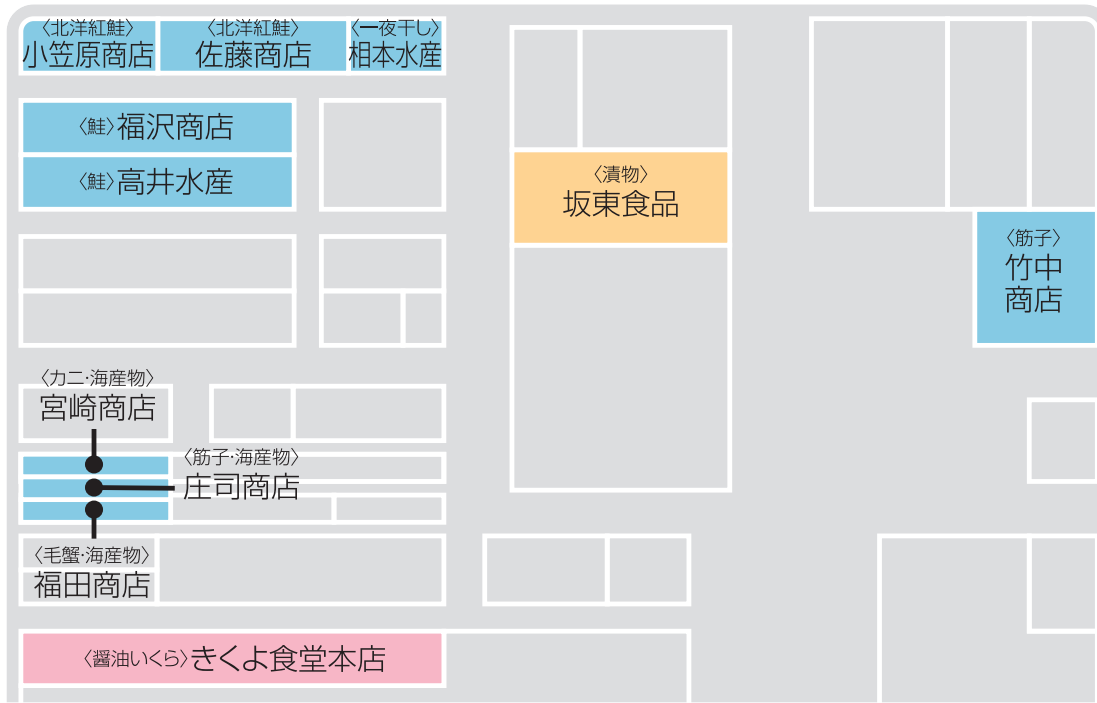 〈北洋紅鮭〉
小笠原商店
〈北洋紅鮭〉
佐藤商店
〈一夜干し〉
相本水産
〈鮭〉福沢商店
〈鮭〉高井水産
〈漬物〉
坂東食品
〈筋子〉
竹中
商店
〈カニ·海産物〉
宮崎商店
〈筋子·海産物〉
庄司商店
〈毛蟹·海産物〉
福田商店
〈醤油いくら〉きくよ食堂本店